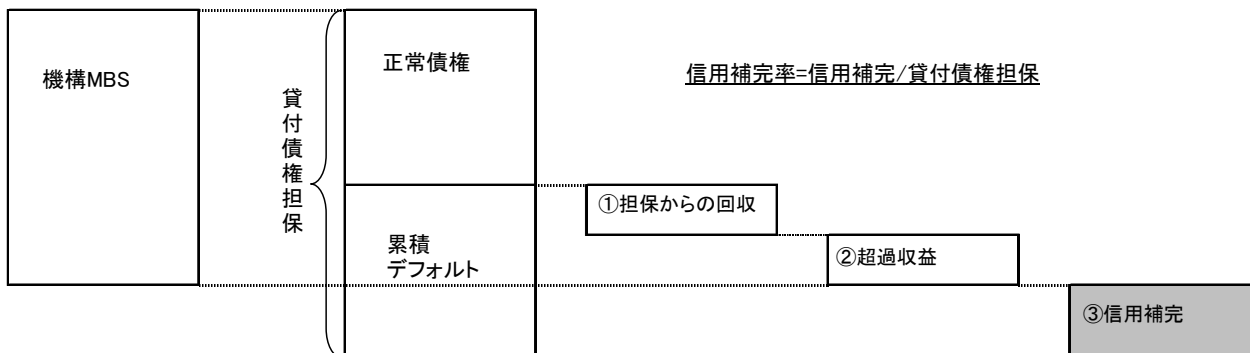 機構MBS
貸付債権担保
正常債権
信用補完率=信用補完/貸付債権担保
①担保からの回収
累積
デフォルト
②超過収益
③信用補完